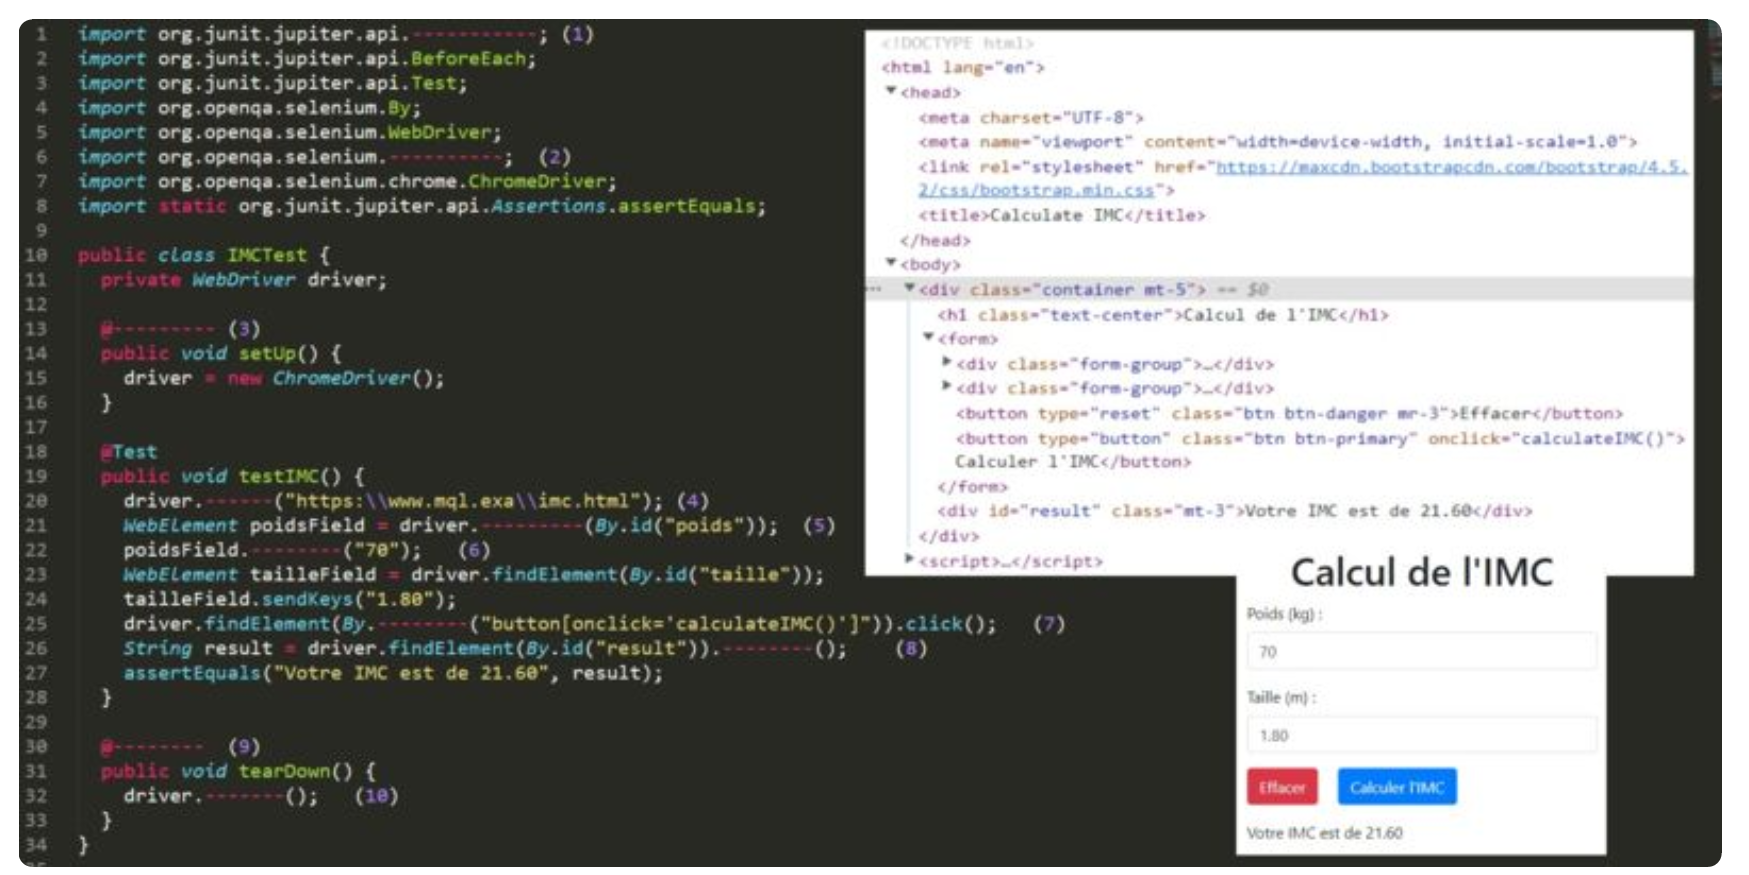 1 import org.junit.jupiter.api.-----------; (1)
2 import org.junit.jupiter.api.BeforeEach;
3 import org.junit.jupiter.api.Test;
4 import org.openqa.selenium.By;
5 import org.openqa.selenium.WebDriver;
6 import org.openqa.selenium.----------; (2)
7 import org.openqa.selenium.chrome.ChromeDriver;
8 import static org.junit.jupiter.api.Assertions.assertEquals;
9
10 public class IMCTest {
11 private WebDriver driver;
12
13 @--------- (3)
14 public void setUp() {
15 driver = new ChromeDriver();
16 }
17
18 @Test
19 public void testIMC() {
20 driver.------("https:\\www.mql.exa\\imc.html"); (4)
21 WebElement poidsField = driver.---------(By.id("poids")); (5)
22 poidsField.--------("70"); (6)
23 WebElement tailleField = driver.findElement(By.id("taille"));
24 tailleField.sendKeys("1.80");
25 driver.findElement(By.--------("button[onclick='calculateIMC()']")).click(); (7)
26 String result = driver.findElement(By.id("result")).--------(); (8)
27 assertEquals("Votre IMC est de 21.60", result);
28 }
29
30 @-------- (9)
31 public void tearDown() {
32 driver.-------(); (10)
33 }
34 }
<!DOCTYPE html>
<html lang="en">
▼<head>
<meta charset="UTF-8">
<meta name="viewport" content="width=device-width, initial-scale=1.0">
<link rel="stylesheet" href="https://maxcdn.bootstrapcdn.com/bootstrap/4.5.
2/css/bootstrap.min.css">
<title>Calculate IMC</title>
</head>
▼<body>
... ▼<div class="container mt-5"> == $0
<h1 class="text-center">Calcul de l'IMC</h1>
▼<form>
▶<div class="form-group">…</div>
▶<div class="form-group">…</div>
<button type="reset" class="btn btn-danger mr-3">Effacer</button>
<button type="button" class="btn btn-primary" onclick="calculateIMC()">
Calculer l'IMC</button>
</form>
<div id="result" class="mt-3">Votre IMC est de 21.60</div>
</div>
▶<script>…</script>
Calcul de l'IMC
Poids (kg) :
70
Taille (m) :
1.80
Effacer Calculer l'IMC
Votre IMC est de 21.60